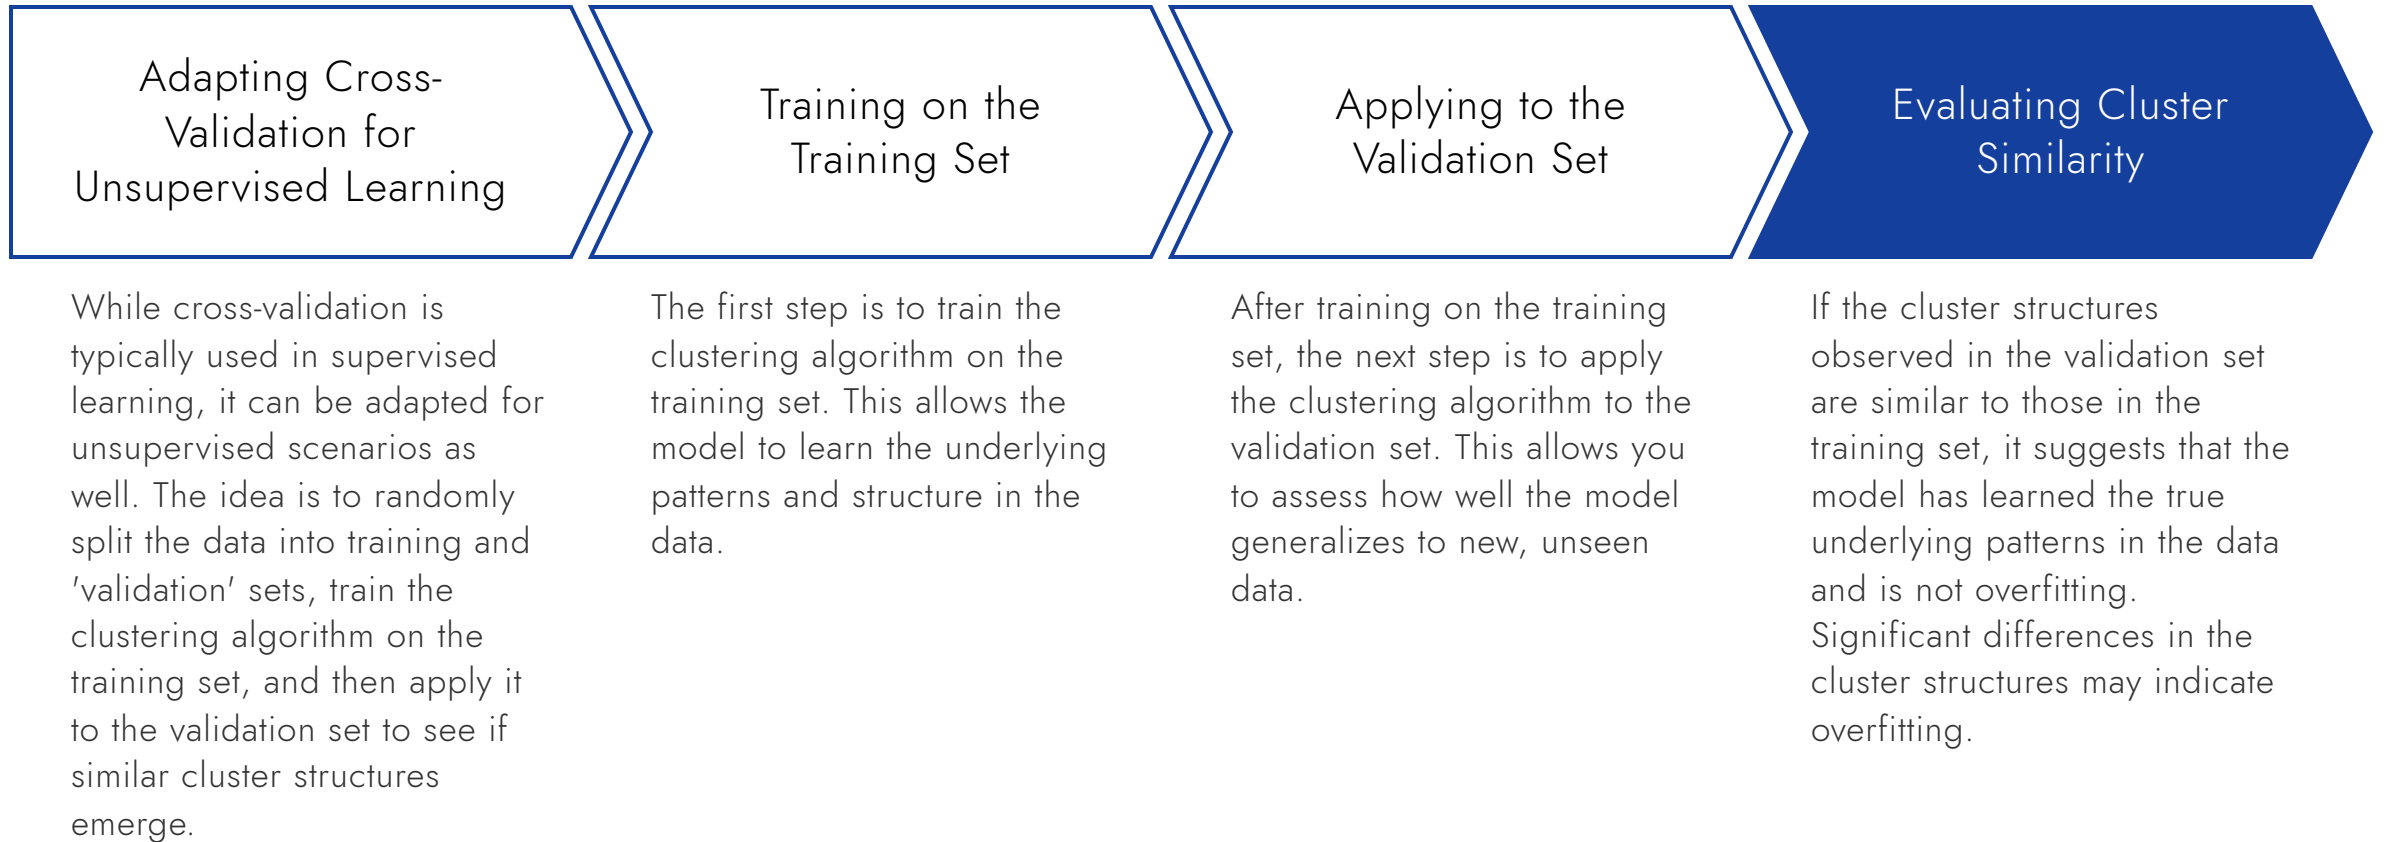 Adapting Cross-
Validation for
Unsupervised Learning
While cross-validation is
typically used in supervised
learning, it can be adapted for
unsupervised scenarios as
well. The idea is to randomly
split the data into training and
'validation' sets, train the
clustering algorithm on the
training set, and then apply it
to the validation set to see if
similar cluster structures
emerge.
Training on the
Training Set
The first step is to train the
clustering algorithm on the
training set. This allows the
model to learn the underlying
patterns and structure in the
data.
Applying to the
Validation Set
After training on the training
set, the next step is to apply
the clustering algorithm to the
validation set. This allows you
to assess how well the model
generalizes to new, unseen
data.
Evaluating Cluster
Similarity
If the cluster structures
observed in the validation set
are similar to those in the
training set, it suggests that the
model has learned the true
underlying patterns in the data
and is not overfitting.
Significant differences in the
cluster structures may indicate
overfitting.